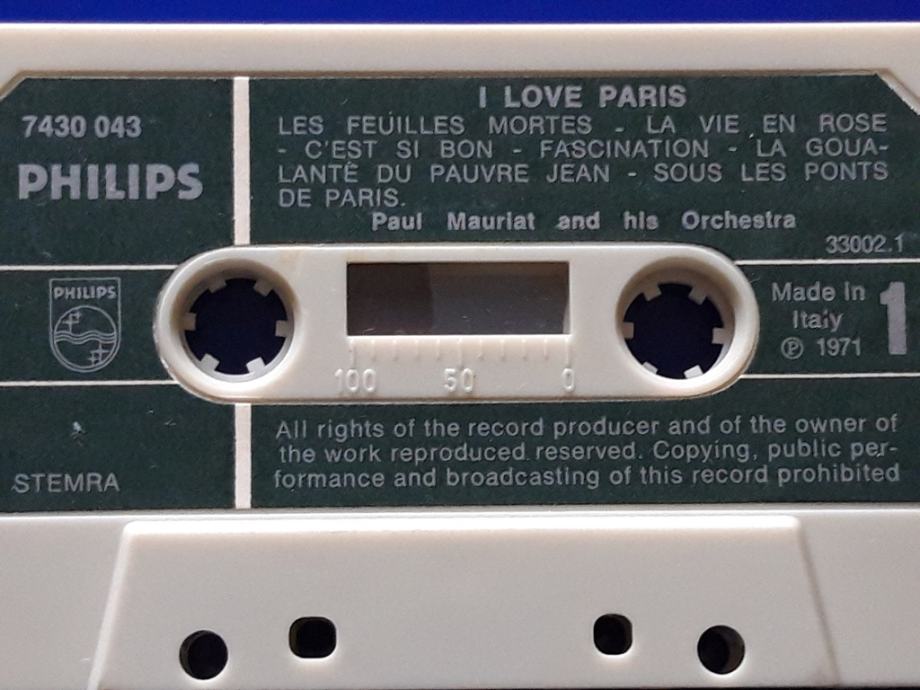 I LOVE PARIS
7430 043
PHILIPS
LES FEUILLES MORTES - LA VIE EN ROSE
- C'EST SI BON - FASCINATION - LA GOUA-
LANTE DU PAUVRE JEAN - SOUS LES PONTS
DE PARIS.
Paul Mauriat and his Orchestra
33002.1
PHILIPS
Made in
Italy
℗ 1971
1
100 50 0
All rights of the record producer and of the owner of
the work reproduced reserved. Copying, public per-
formance and broadcasting of this record prohibited
STEMRA